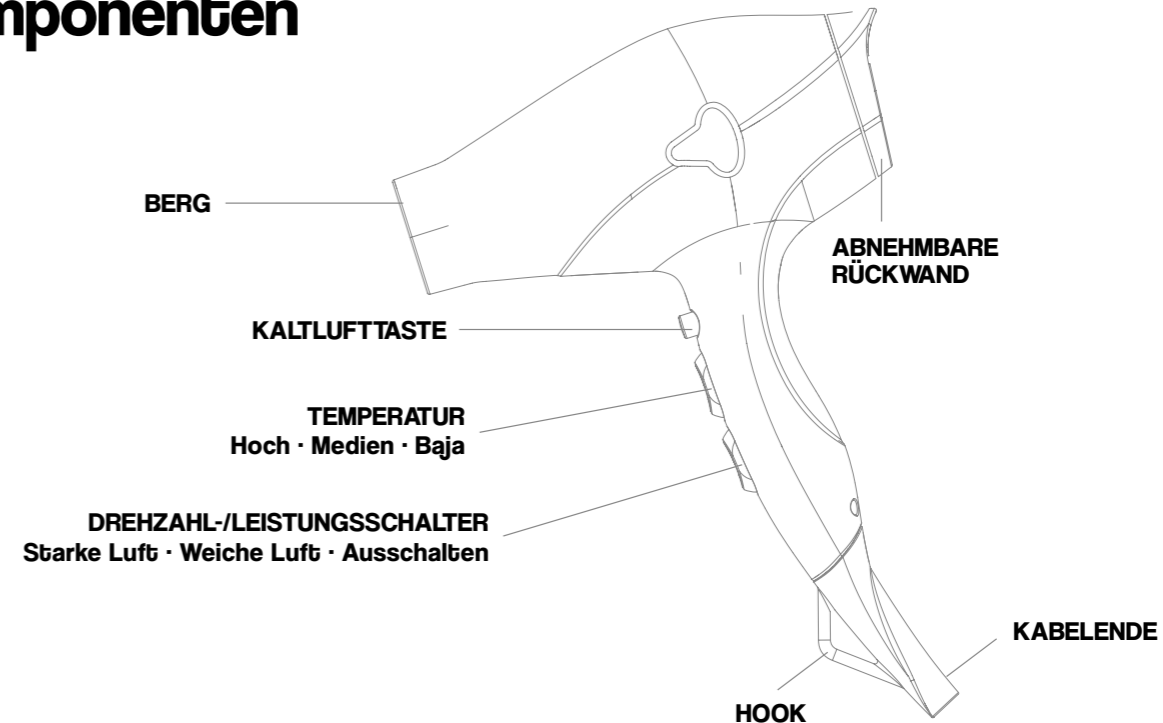 mponenten
BERG
ABNEHMBARE
RÜCKWAND
KALTLUFTTASTE
TEMPERATUR
Hoch · Medien · Baja
DREHZAHL-/LEISTUNGSSCHALTER
Starke Luft · Weiche Luft · Ausschalten
KABELENDE
HOOK